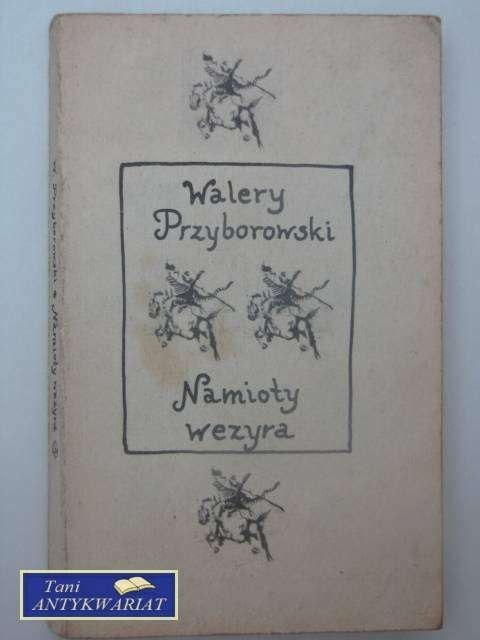 Walery
Przyborowski
Namioty
wezyra
W. Przyborowski • Namioty wezyra
Tani
ANTYKWARIAT